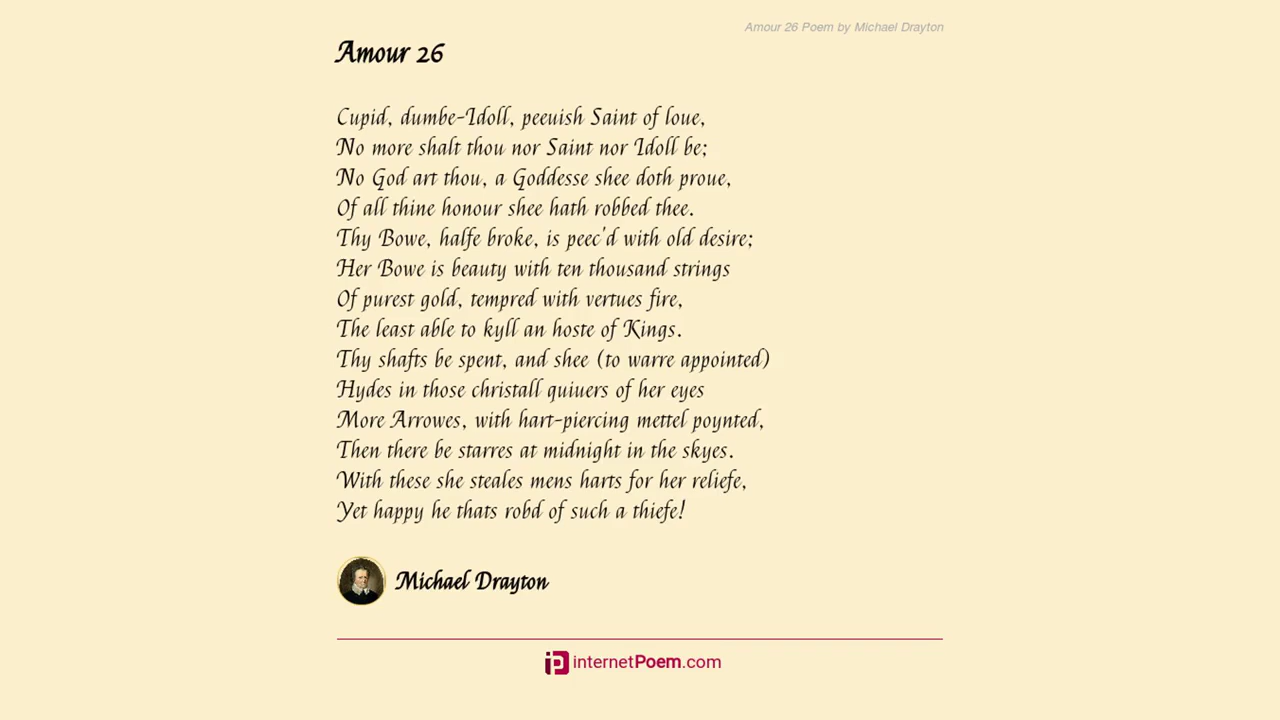 Amour 26 Poem by Michael Drayton
Amour 26
Cupid, dumbe-Idoll, peeuish Saint of loue,
No more shalt thou nor Saint nor Idoll be;
No God art thou, a Goddesse shee doth proue,
Of all thine honour shee hath robbed thee.
Thy Bowe, halfe broke, is peec'd with old desire;
Her Bowe is beauty with ten thousand strings
Of purest gold, tempred with vertues fire,
The least able to kyll an hoste of Kings.
Thy shafts be spent, and shee (to warre appointed)
Hydes in those christall quiuers of her eyes
More Arrowes, with hart-piercing mettel poynted,
Then there be starres at midnight in the skyes.
With these she steales mens harts for her reliefe,
Yet happy he thats robd of such a thiefe!
Michael Drayton
internetPoem.com